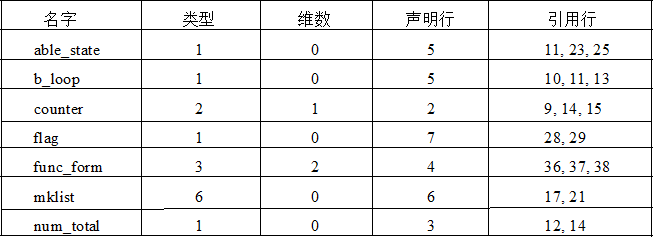 名字 类型 维数 声明行 引用行
able_state 1 0 5 11, 23, 25
b_loop 1 0 5 10, 11, 13
counter 2 1 2 9, 14, 15
flag 1 0 7 28, 29
func_form 3 2 4 36, 37, 38
mklist 6 0 6 17, 21
num_total 1 0 3 12, 14